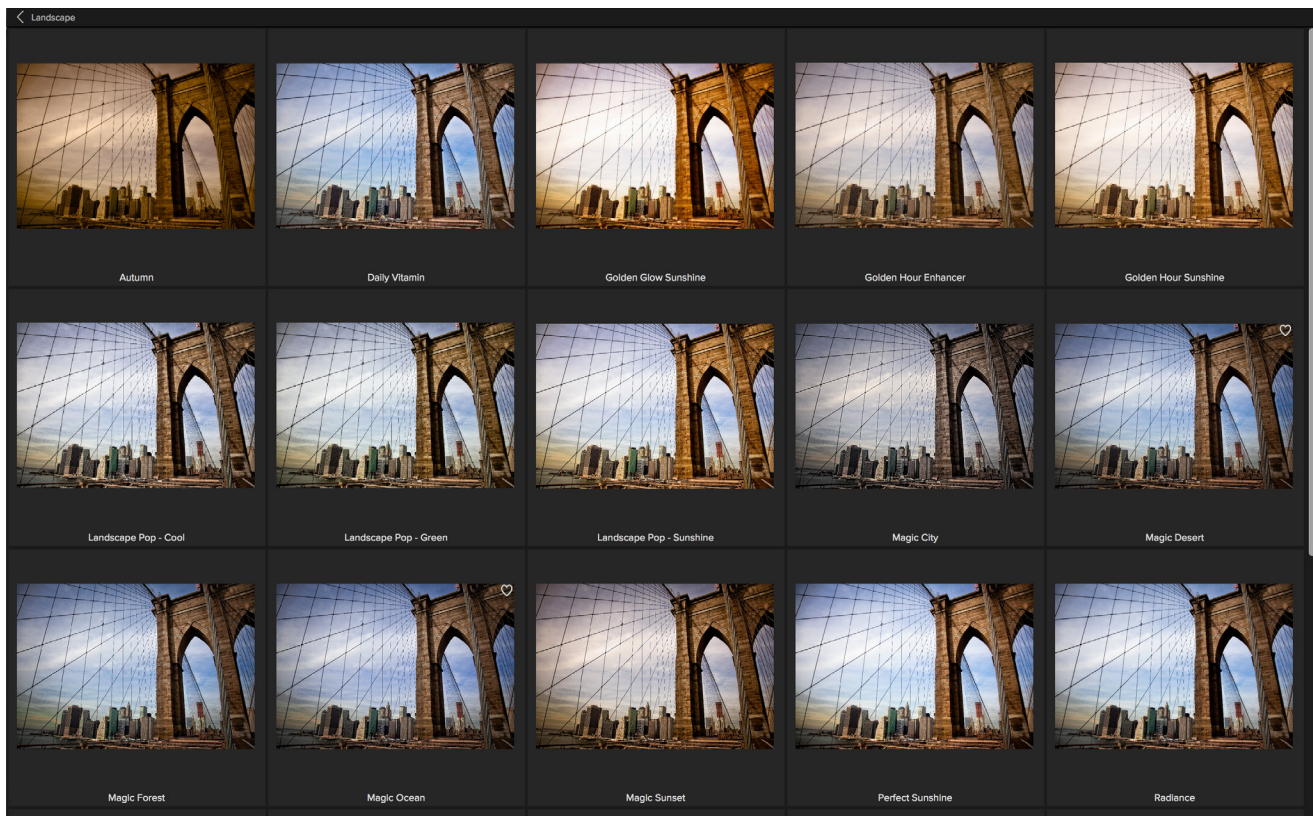 Landscape
Autumn
Daily Vitamin
Golden Glow Sunshine
Golden Hour Enhancer
Golden Hour Sunshine
Landscape Pop - Cool
Landscape Pop - Green
Landscape Pop - Sunshine
Magic City
Magic Desert
Magic Forest
Magic Ocean
Magic Sunset
Perfect Sunshine
Radiance